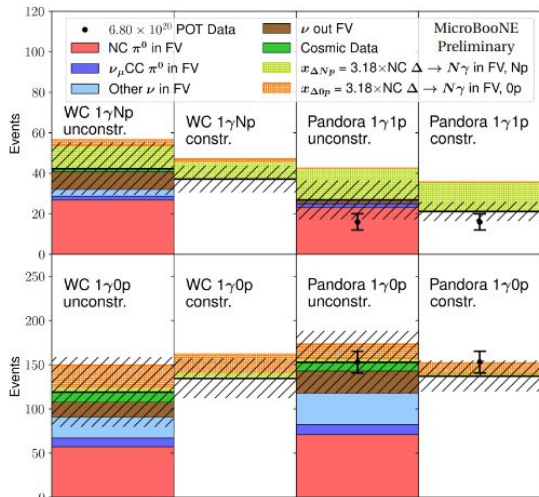 120
100
80
60
40
20
0
Events
6.80 × 10²⁰ POT Data
NC π⁰ in FV
νμCC π⁰ in FV
Other ν in FV
ν out FV
Cosmic Data
xΔNp = 3.18×NC Δ → Nγ in FV, Np
xΔ0p = 3.18×NC Δ → Nγ in FV, 0p
MicroBooNE
Preliminary
WC 1γNp
unconstr.
WC 1γNp
constr.
Pandora 1γ1p
unconstr.
Pandora 1γ1p
constr.
250
200
150
100
50
0
Events
WC 1γ0p
unconstr.
WC 1γ0p
constr.
Pandora 1γ0p
unconstr.
Pandora 1γ0p
constr.